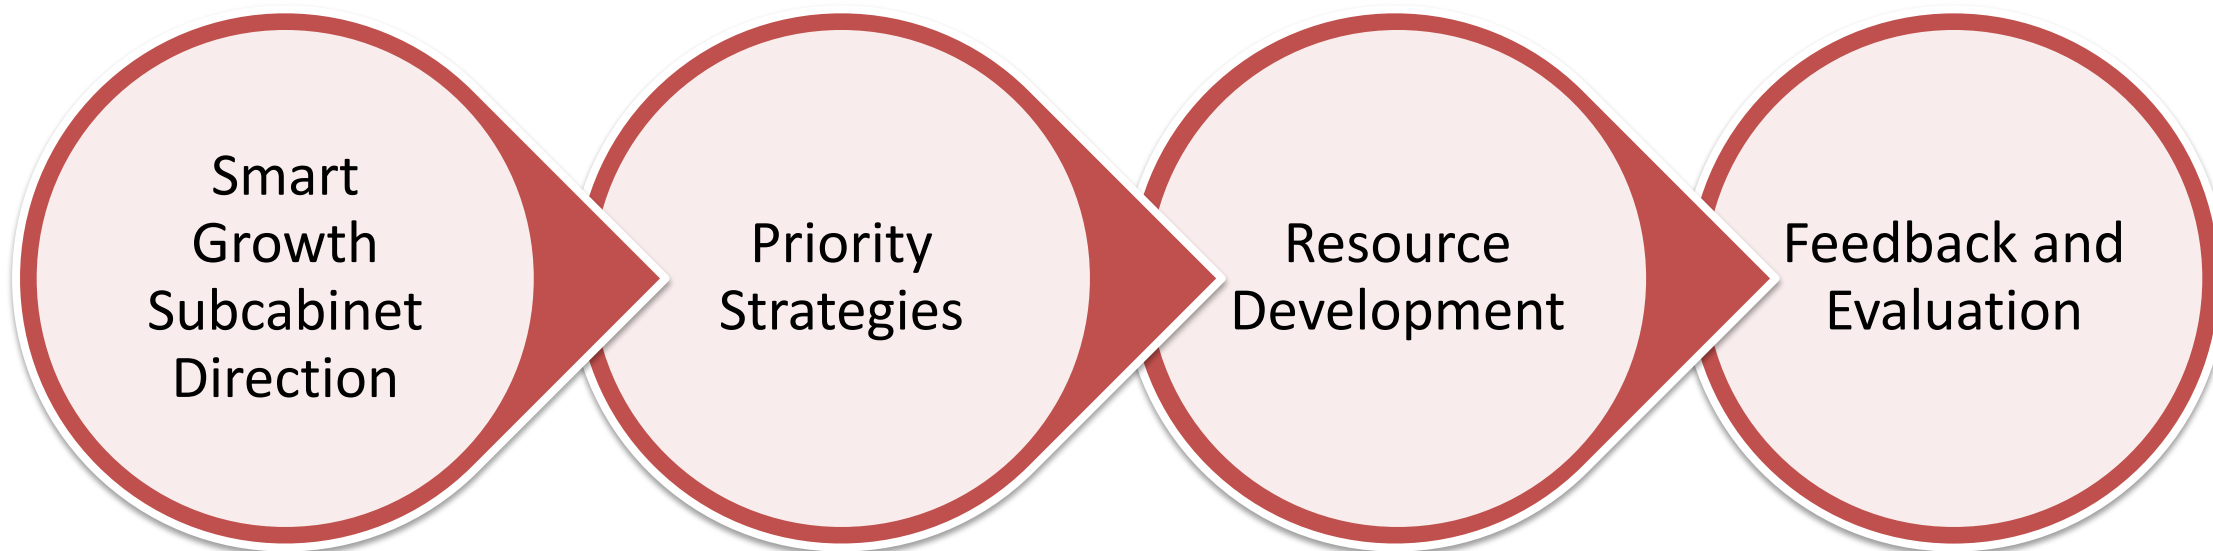 Smart
Growth
Subcabinet
Direction
Priority
Strategies
Resource
Development
Feedback and
Evaluation